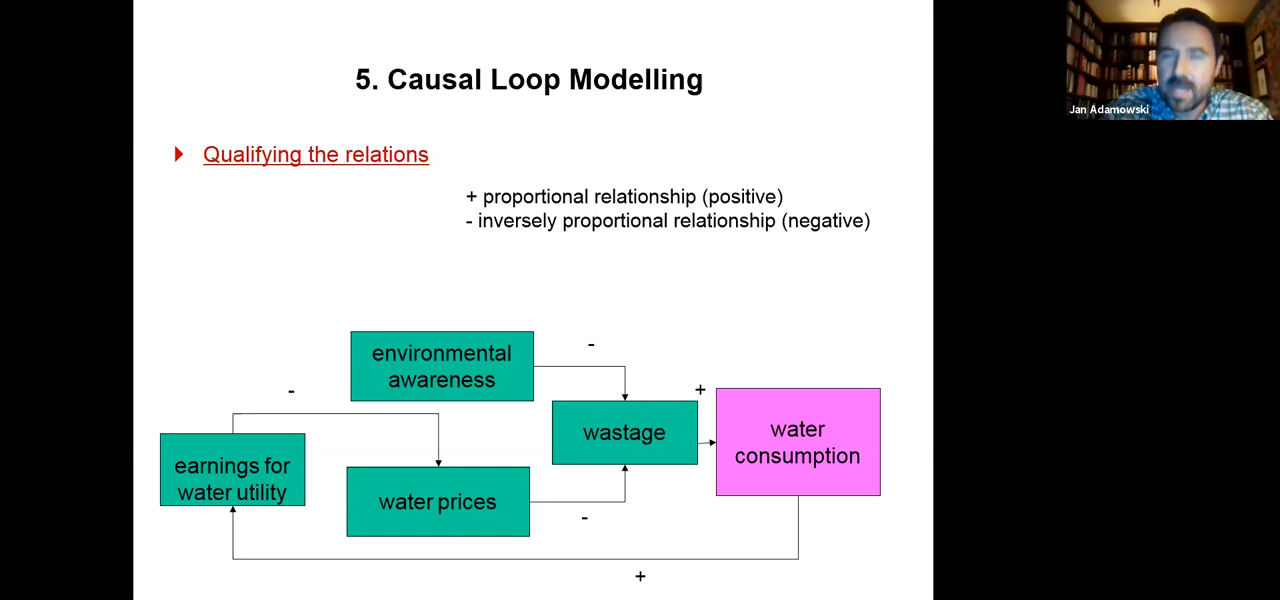 5. Causal Loop Modelling
Jan Adamowski
Qualifying the relations
+ proportional relationship (positive)
- inversely proportional relationship (negative)
environmental
awareness
-
-
+
wastage
water
consumption
earnings for
water utility
water prices
-
+